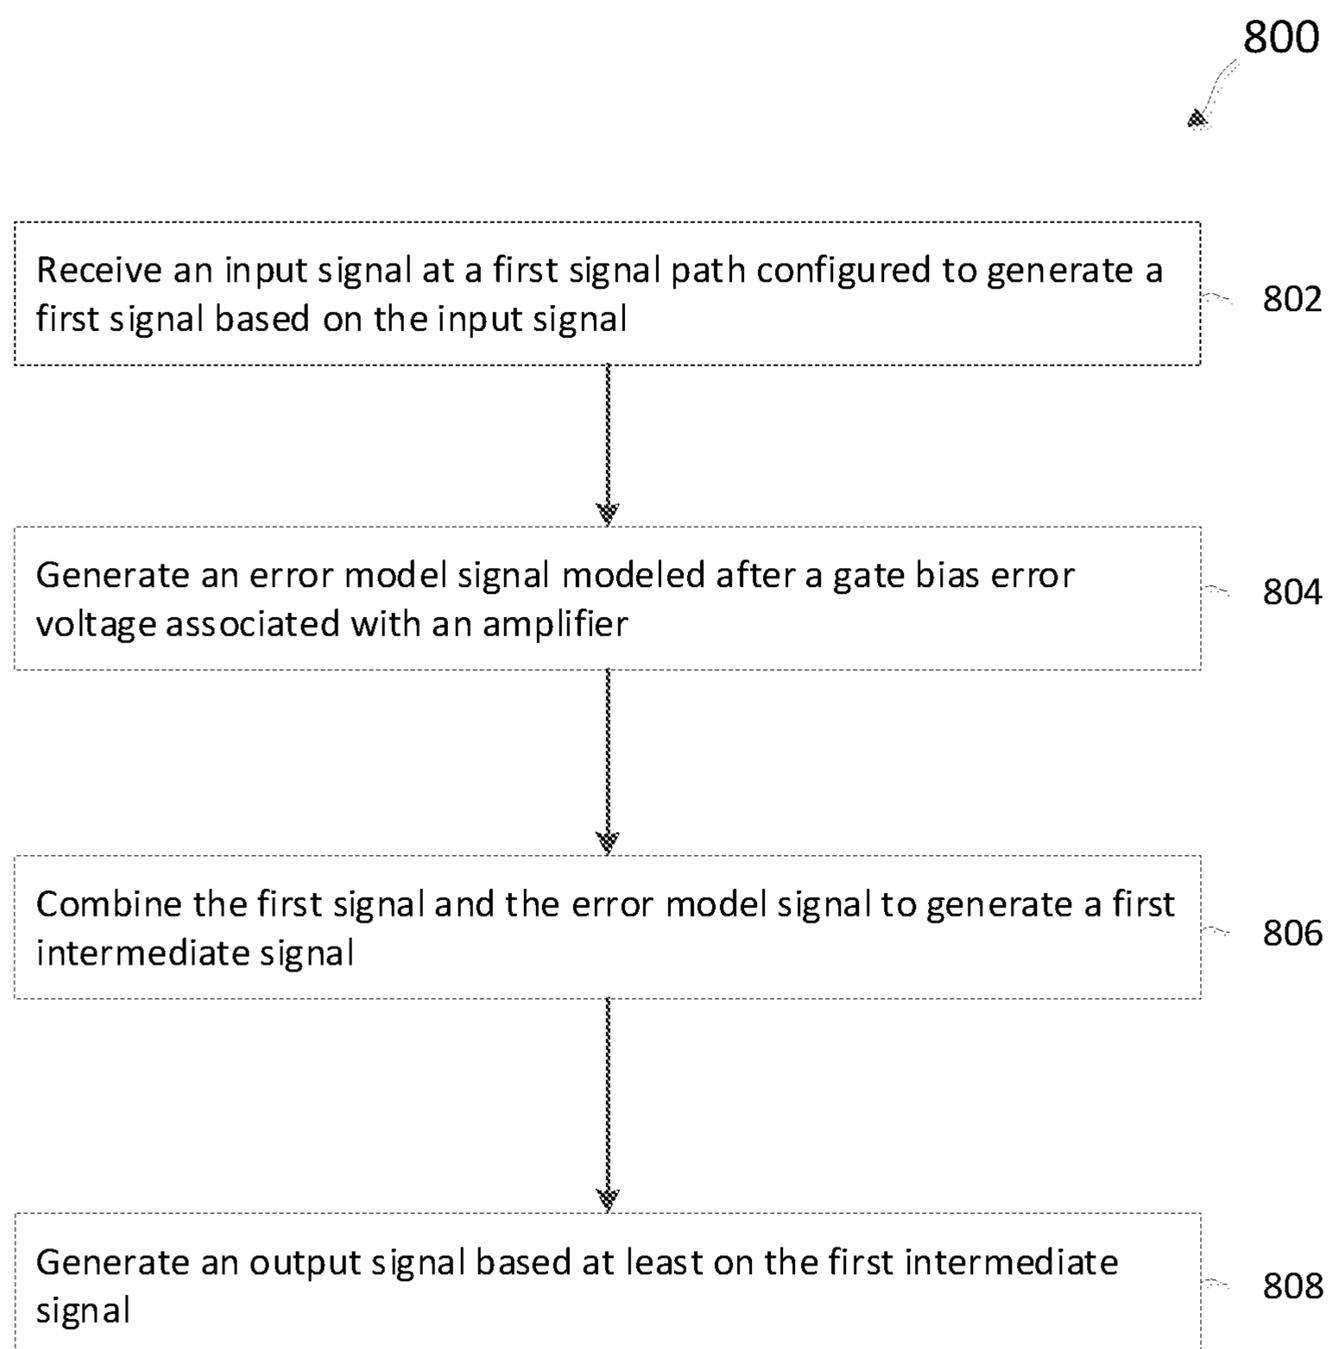 800
Receive an input signal at a first signal path configured to generate a
first signal based on the input signal
802
Generate an error model signal modeled after a gate bias error
voltage associated with an amplifier
804
Combine the first signal and the error model signal to generate a first
intermediate signal
806
Generate an output signal based at least on the first intermediate
signal
808